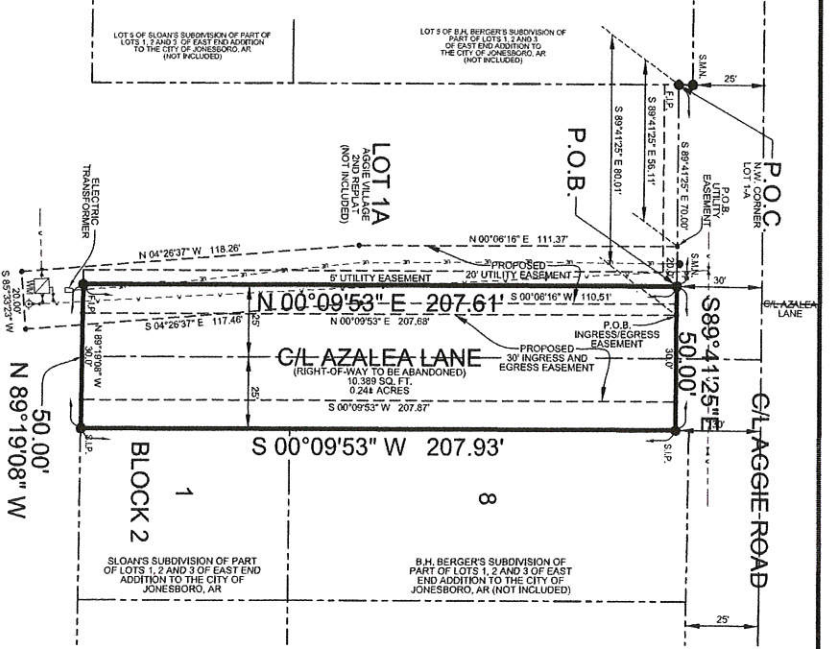 LOT 5 OF SLOAN'S SUBDIVISION OF PART OF
LOTS 1, 2 AND 3 OF EAST END ADDITION
TO THE CITY OF JONESBORO, AR
(NOT INCLUDED)
LOT 5 OF B.H. BERGER'S SUBDIVISION OF
PART OF LOTS 1, 2 AND 3
OF EAST END ADDITION TO
THE CITY OF JONESBORO, AR
(NOT INCLUDED)
S.M.N.
25'
P.O.C.
N.W. CORNER
LOT 1-A
F.I.P.
S 89°41'25" E 80.01'
S 89°41'25" E 56.11'
S 89°41'25" E 70.00'
P.O.B.
UTILITY
EASEMENT
P.O.B.
LOT 1A
AGGIE VILLAGE
2ND REPLAT
(NOT INCLUDED)
ELECTRIC
TRANSFORMER
N 04°26'37" W 118.26'
N 00°06'16" E 111.37'
20.0'
S.M.N.
30'
C/L AZALEA
LANE
PROPOSED
20' UTILITY EASEMENT
5' UTILITY EASEMENT
N 00°09'53" E 207.61'
S 00°06'16" W 110.51'
S 04°26'37" E 117.46'
N 00°09'53" E 207.68'
P.O.B.
INGRESS/EGRESS
EASEMENT
20.00'
S 85°33'23" W
WM
F.I.P.
N 89°19'08" W
30.0'
25'
C/L AZALEA LANE
(RIGHT-OF-WAY TO BE ABANDONED)
10,389 SQ. FT.
0.24± ACRES
PROPOSED
30' INGRESS AND
EGRESS EASEMENT
30.0'
S89°41'25"E
50.00'
25'
S 00°09'53" W 207.87'
50.00'
N 89°19'08" W
S.I.P.
S 00°09'53" W 207.93'
S.I.P.
C/L AGGIE ROAD
BLOCK 2
1
8
SLOAN'S SUBDIVISION OF PART
OF LOTS 1, 2 AND 3 OF EAST END
ADDITION TO THE CITY OF
JONESBORO, AR
B.H. BERGER'S SUBDIVISION OF
PART OF LOTS 1, 2 AND 3 OF EAST
END ADDITION TO THE CITY OF
JONESBORO, AR (NOT INCLUDED)
25'